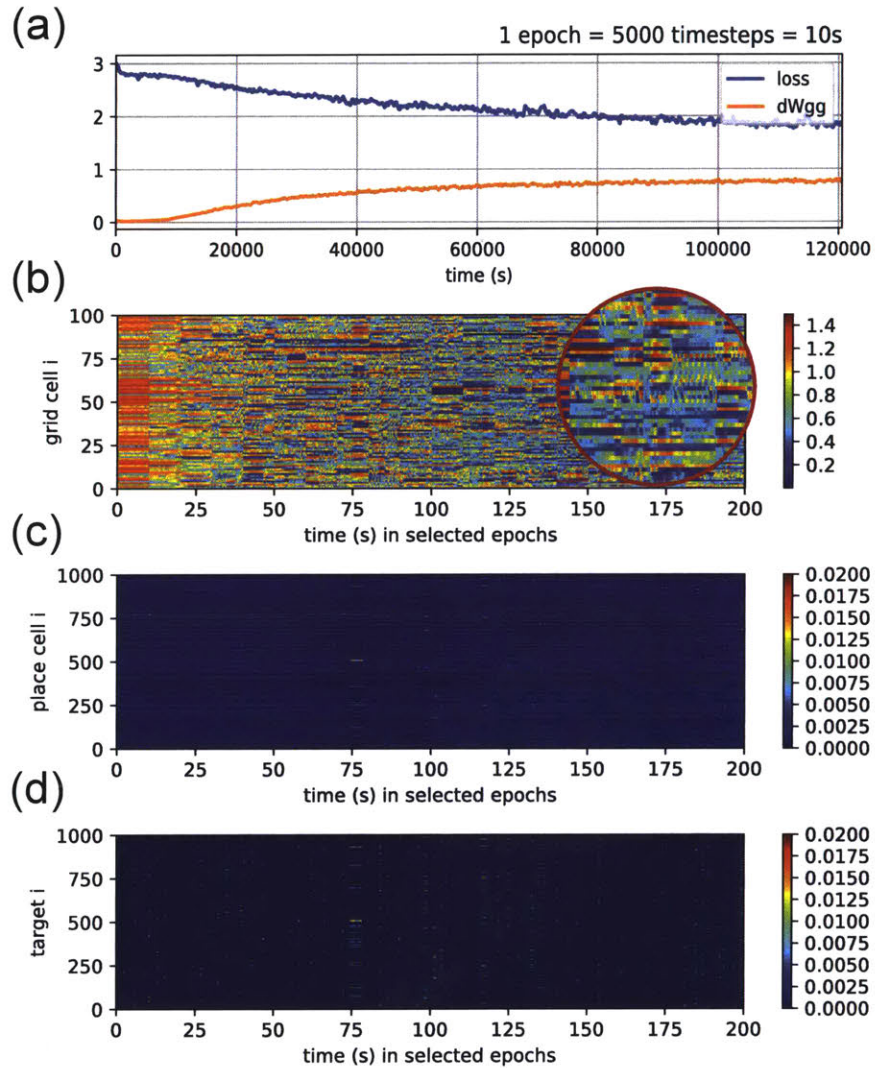 (a)
1 epoch = 5000 timesteps = 10s
3
2
1
0
loss
dWgg
0 20000 40000 60000 80000 100000 120000
time (s)
(b)
100
75
50
25
0
grid cell i
1.4
1.2
1.0
0.8
0.6
0.4
0.2
0 25 50 75 100 125 150 175 200
time (s) in selected epochs
(c)
1000
750
500
250
0
place cell i
0.0200
0.0175
0.0150
0.0125
0.0100
0.0075
0.0050
0.0025
0.0000
0 25 50 75 100 125 150 175 200
time (s) in selected epochs
(d)
1000
750
500
250
0
target i
0.0200
0.0175
0.0150
0.0125
0.0100
0.0075
0.0050
0.0025
0.0000
0 25 50 75 100 125 150 175 200
time (s) in selected epochs